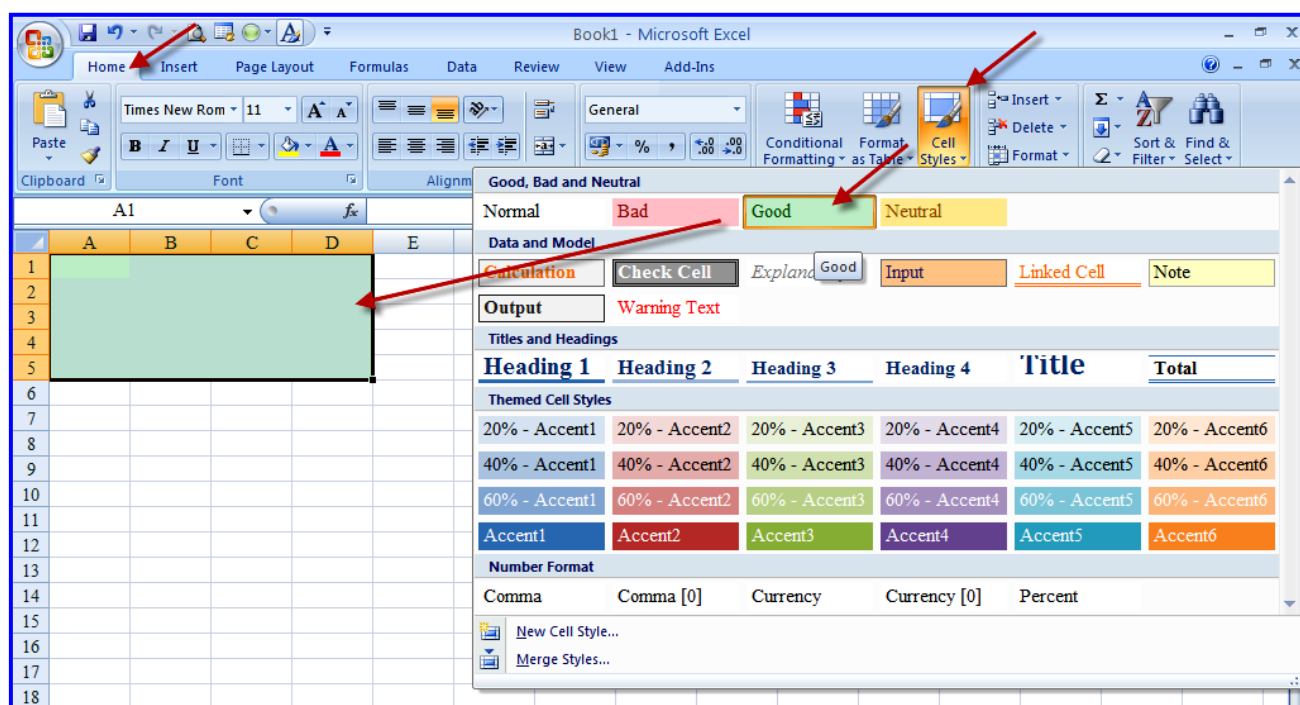 Book1 - Microsoft Excel
Home Insert Page Layout Formulas Data Review View Add-Ins
Times New Rom 11 A A General Insert Σ
Paste B I U A % , .0 .00 .00 .0 Conditional Formatting Format as Table Cell Styles Delete Format Sort & Filter Find & Select
Clipboard Font Alignm
A1 fx
Good, Bad and Neutral
Normal Bad Good Neutral
Data and Model
Calculation Check Cell Input Linked Cell Note
Good
Output Warning Text
Titles and Headings
Heading 1 Heading 2 Heading 3 Heading 4 Title Total
Themed Cell Styles
20% - Accent1 20% - Accent2 20% - Accent3 20% - Accent4 20% - Accent5 20% - Accent6
40% - Accent1 40% - Accent2 40% - Accent3 40% - Accent4 40% - Accent5 40% - Accent6
60% - Accent1 60% - Accent2 60% - Accent3 60% - Accent4 60% - Accent5 60% - Accent6
Accent1 Accent2 Accent3 Accent4 Accent5 Accent6
Number Format
Comma Comma [0] Currency Currency [0] Percent
New Cell Style...
Merge Styles...
A B C D E
1
2
3
4
5
6
7
8
9
10
11
12
13
14
15
16
17
18